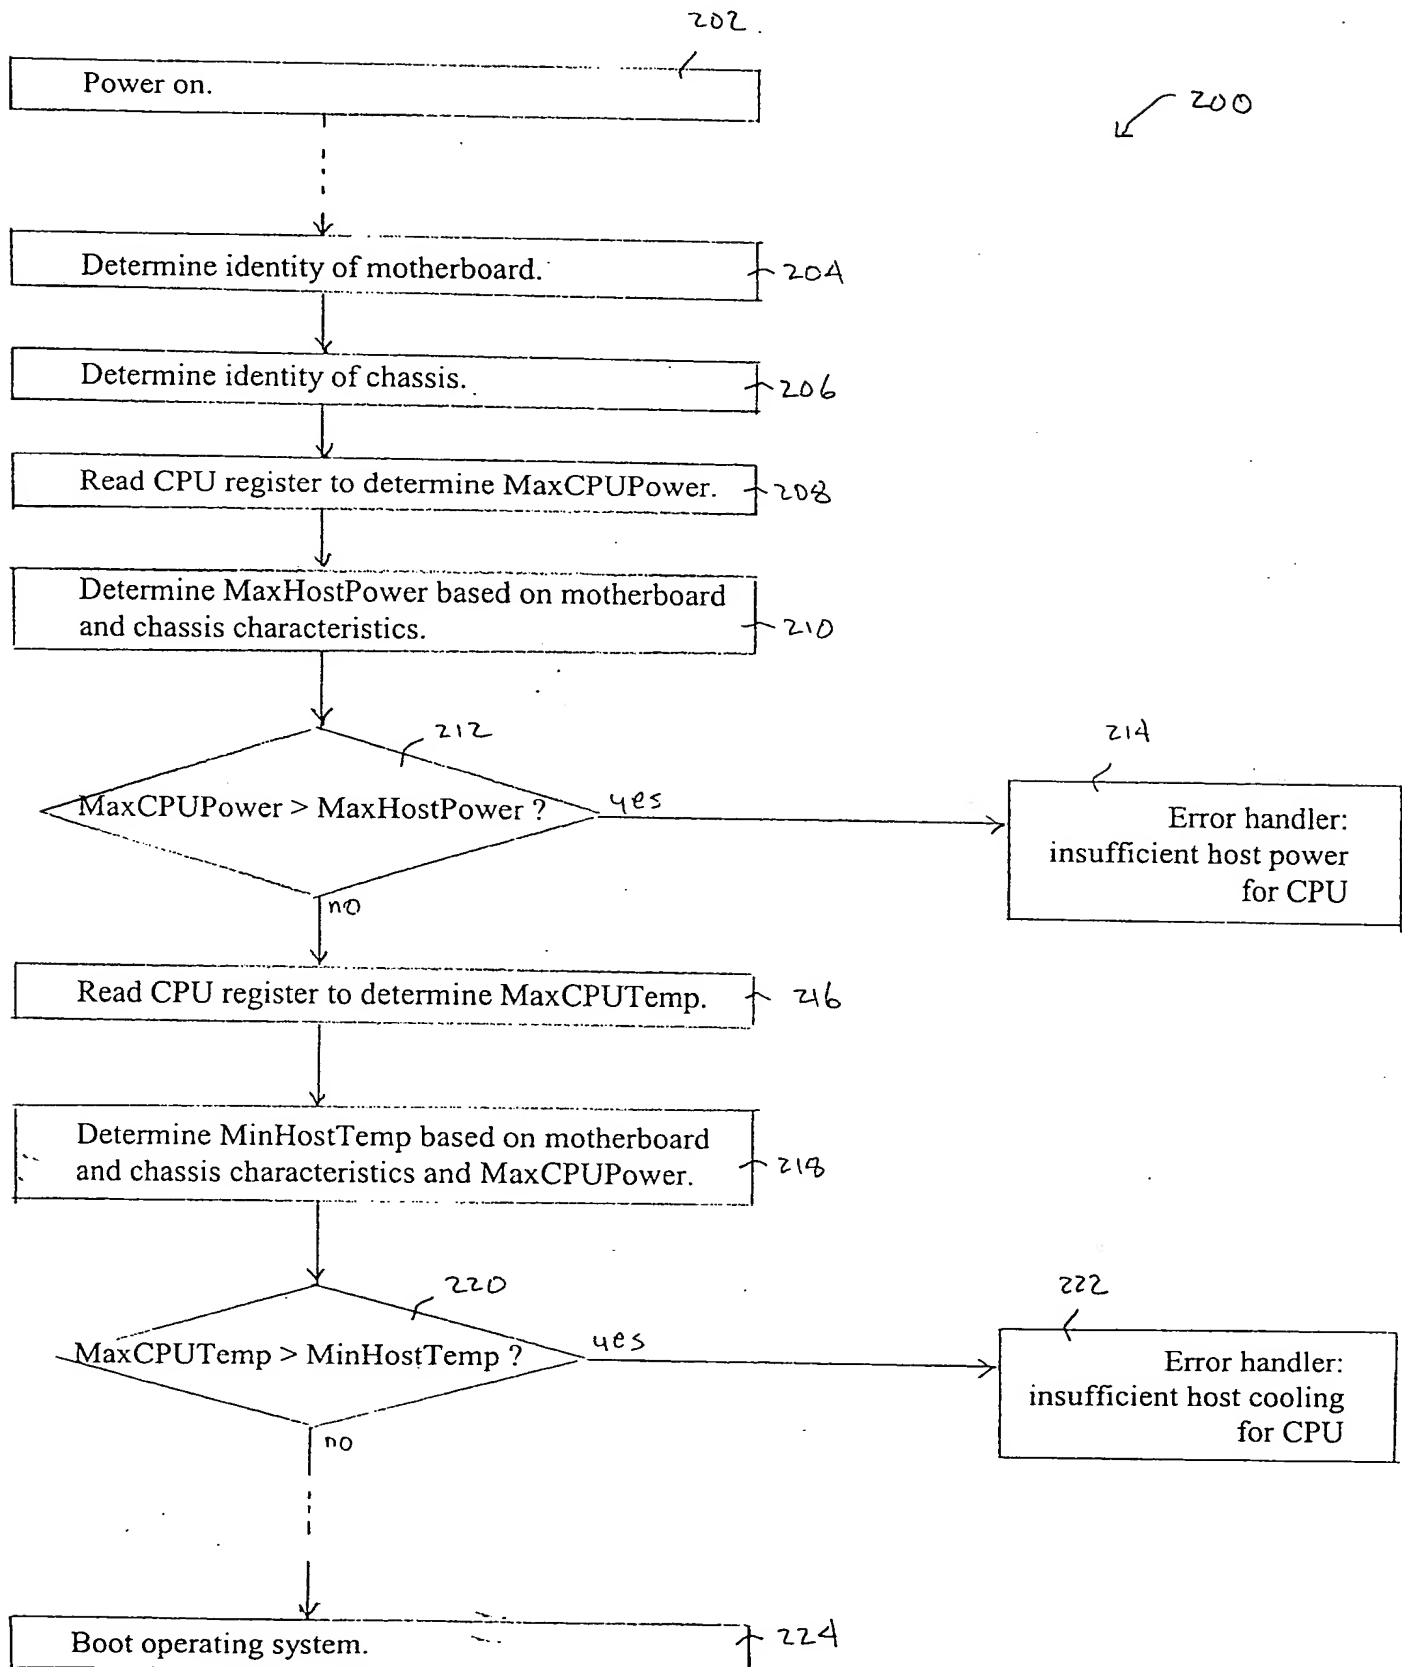 202
Power on.
200
Determine identity of motherboard.
204
Determine identity of chassis.
206
Read CPU register to determine MaxCPUPower.
208
Determine MaxHostPower based on motherboard
and chassis characteristics.
210
212
214
MaxCPUPower > MaxHostPower ?
yes
Error handler:
insufficient host power
for CPU
no
Read CPU register to determine MaxCPUTemp.
216
Determine MinHostTemp based on motherboard
and chassis characteristics and MaxCPUPower.
218
220
222
MaxCPUTemp > MinHostTemp ?
yes
Error handler:
insufficient host cooling
for CPU
no
Boot operating system.
224